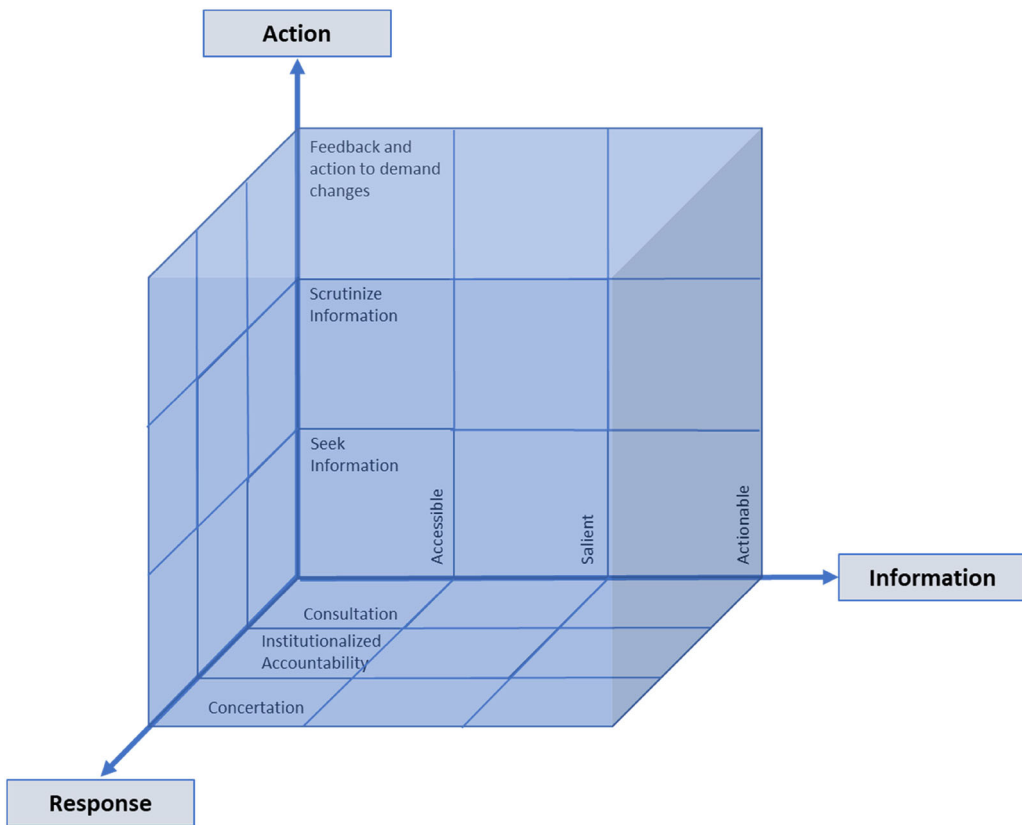 Action
Feedback and
action to demand
changes
Scrutinize
Information
Seek
Information
Accessible
Salient
Actionable
Information
Consultation
Institutionalized
Accountability
Concertation
Response